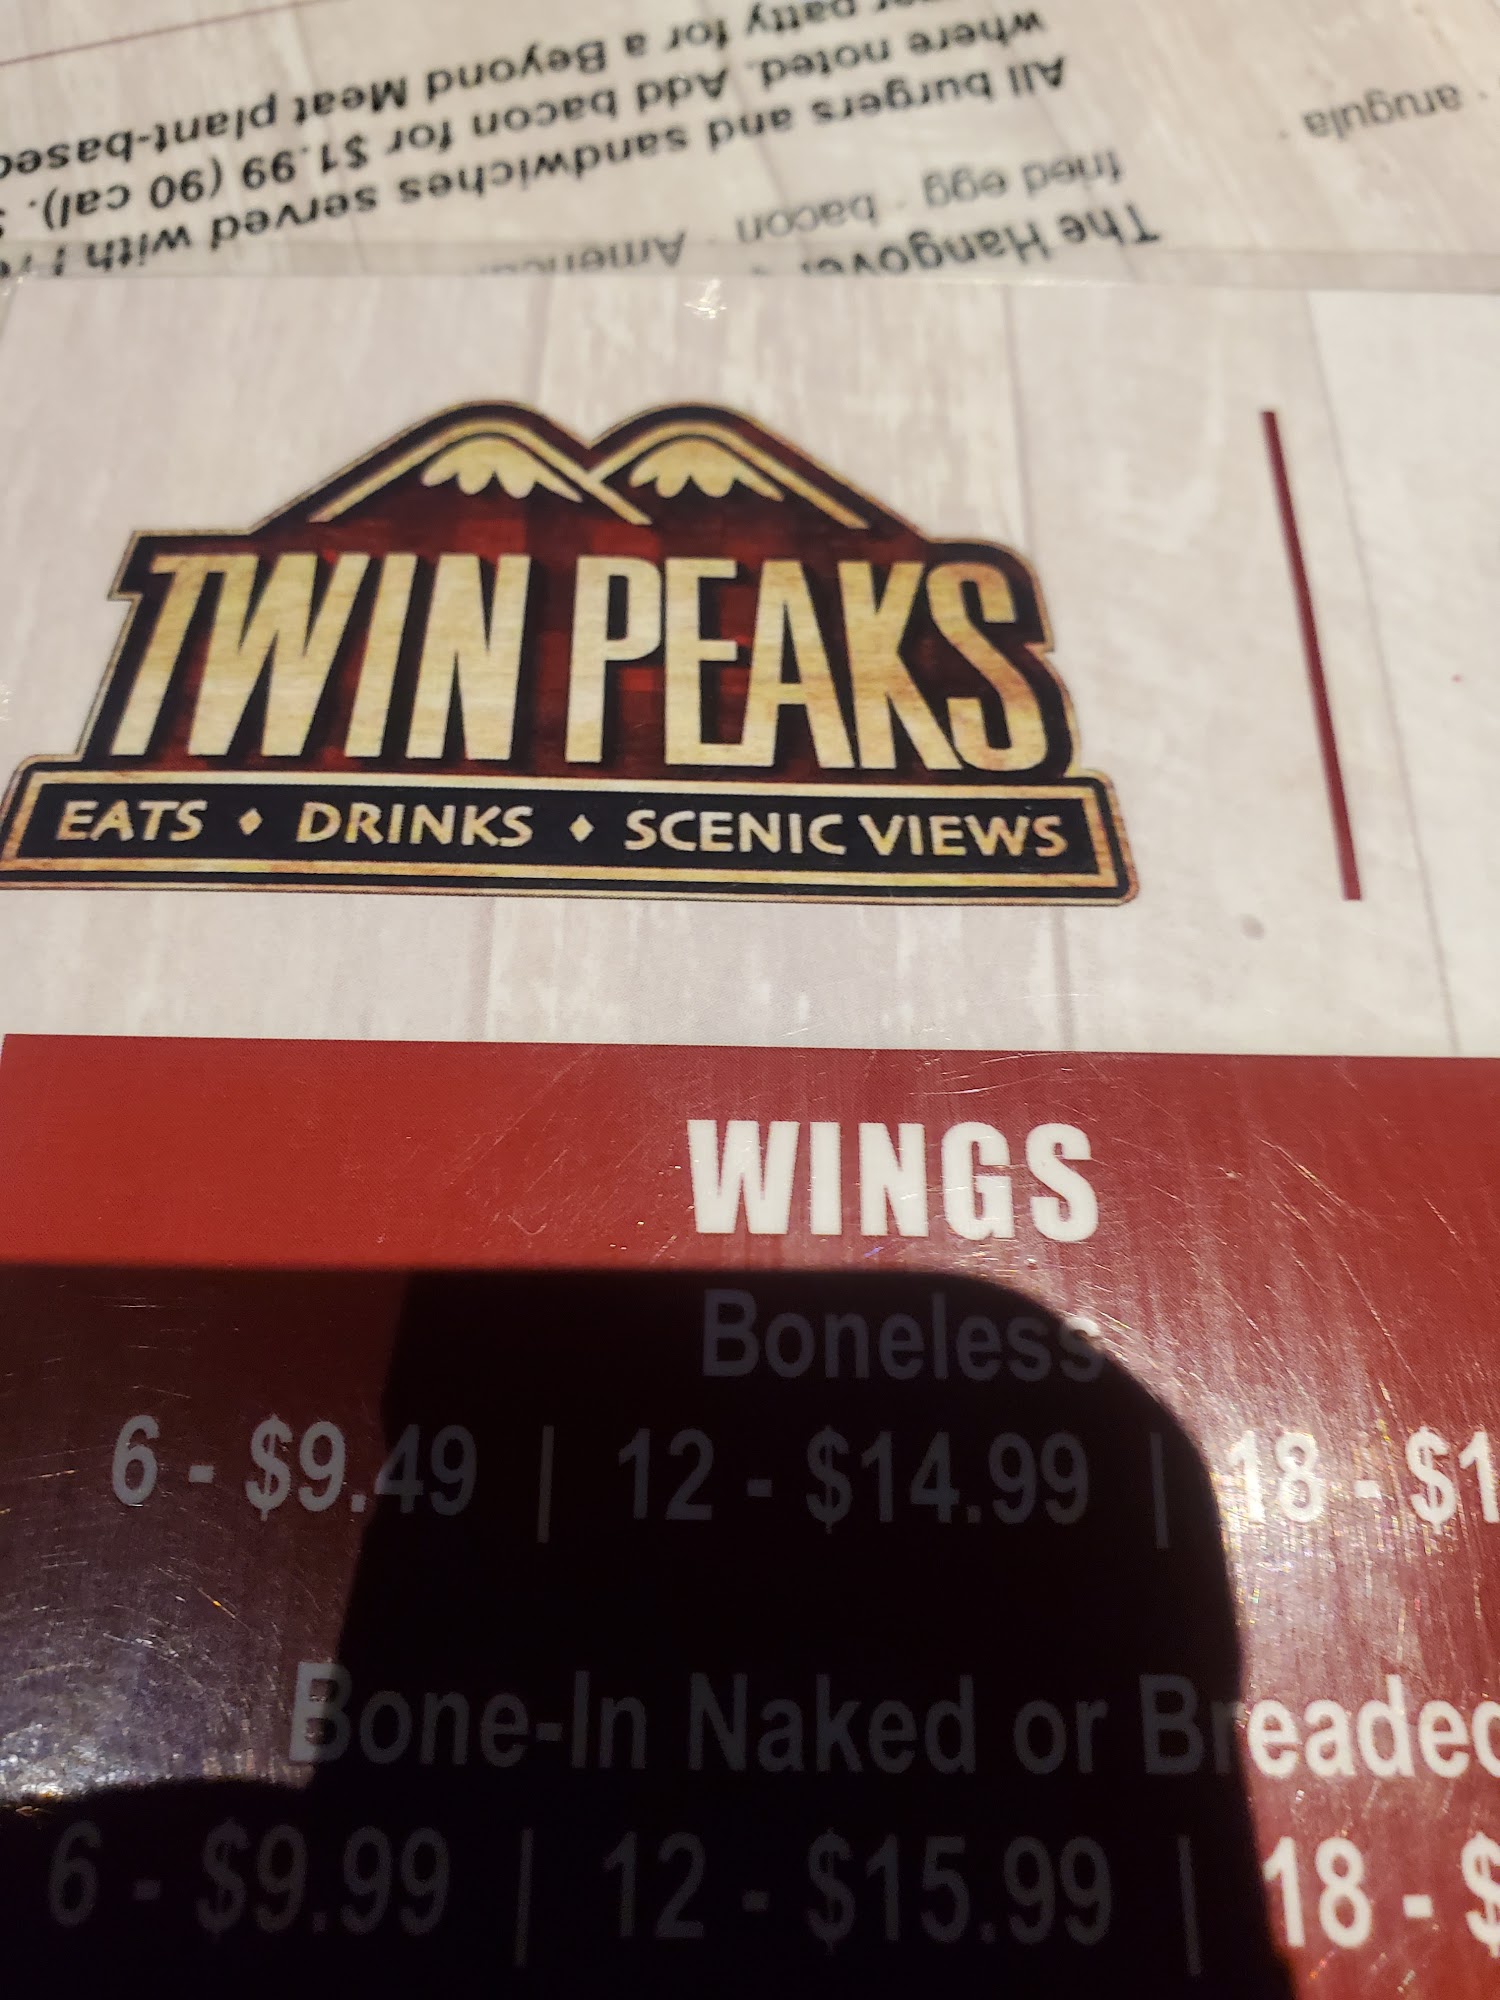 The Hangover
fried egg · bacon · American
· arugula
All burgers and sandwiches served with
where noted. Add bacon for $1.99 (90 cal).
patty for a Beyond Meat plant-based
TWIN PEAKS
EATS ♦ DRINKS ♦ SCENIC VIEWS
WINGS
Boneless
6 - $9.49 | 12 - $14.99 | 18 - $1
Bone-In Naked or Breaded
6 - $9.99 | 12 - $15.99 | 18 - $